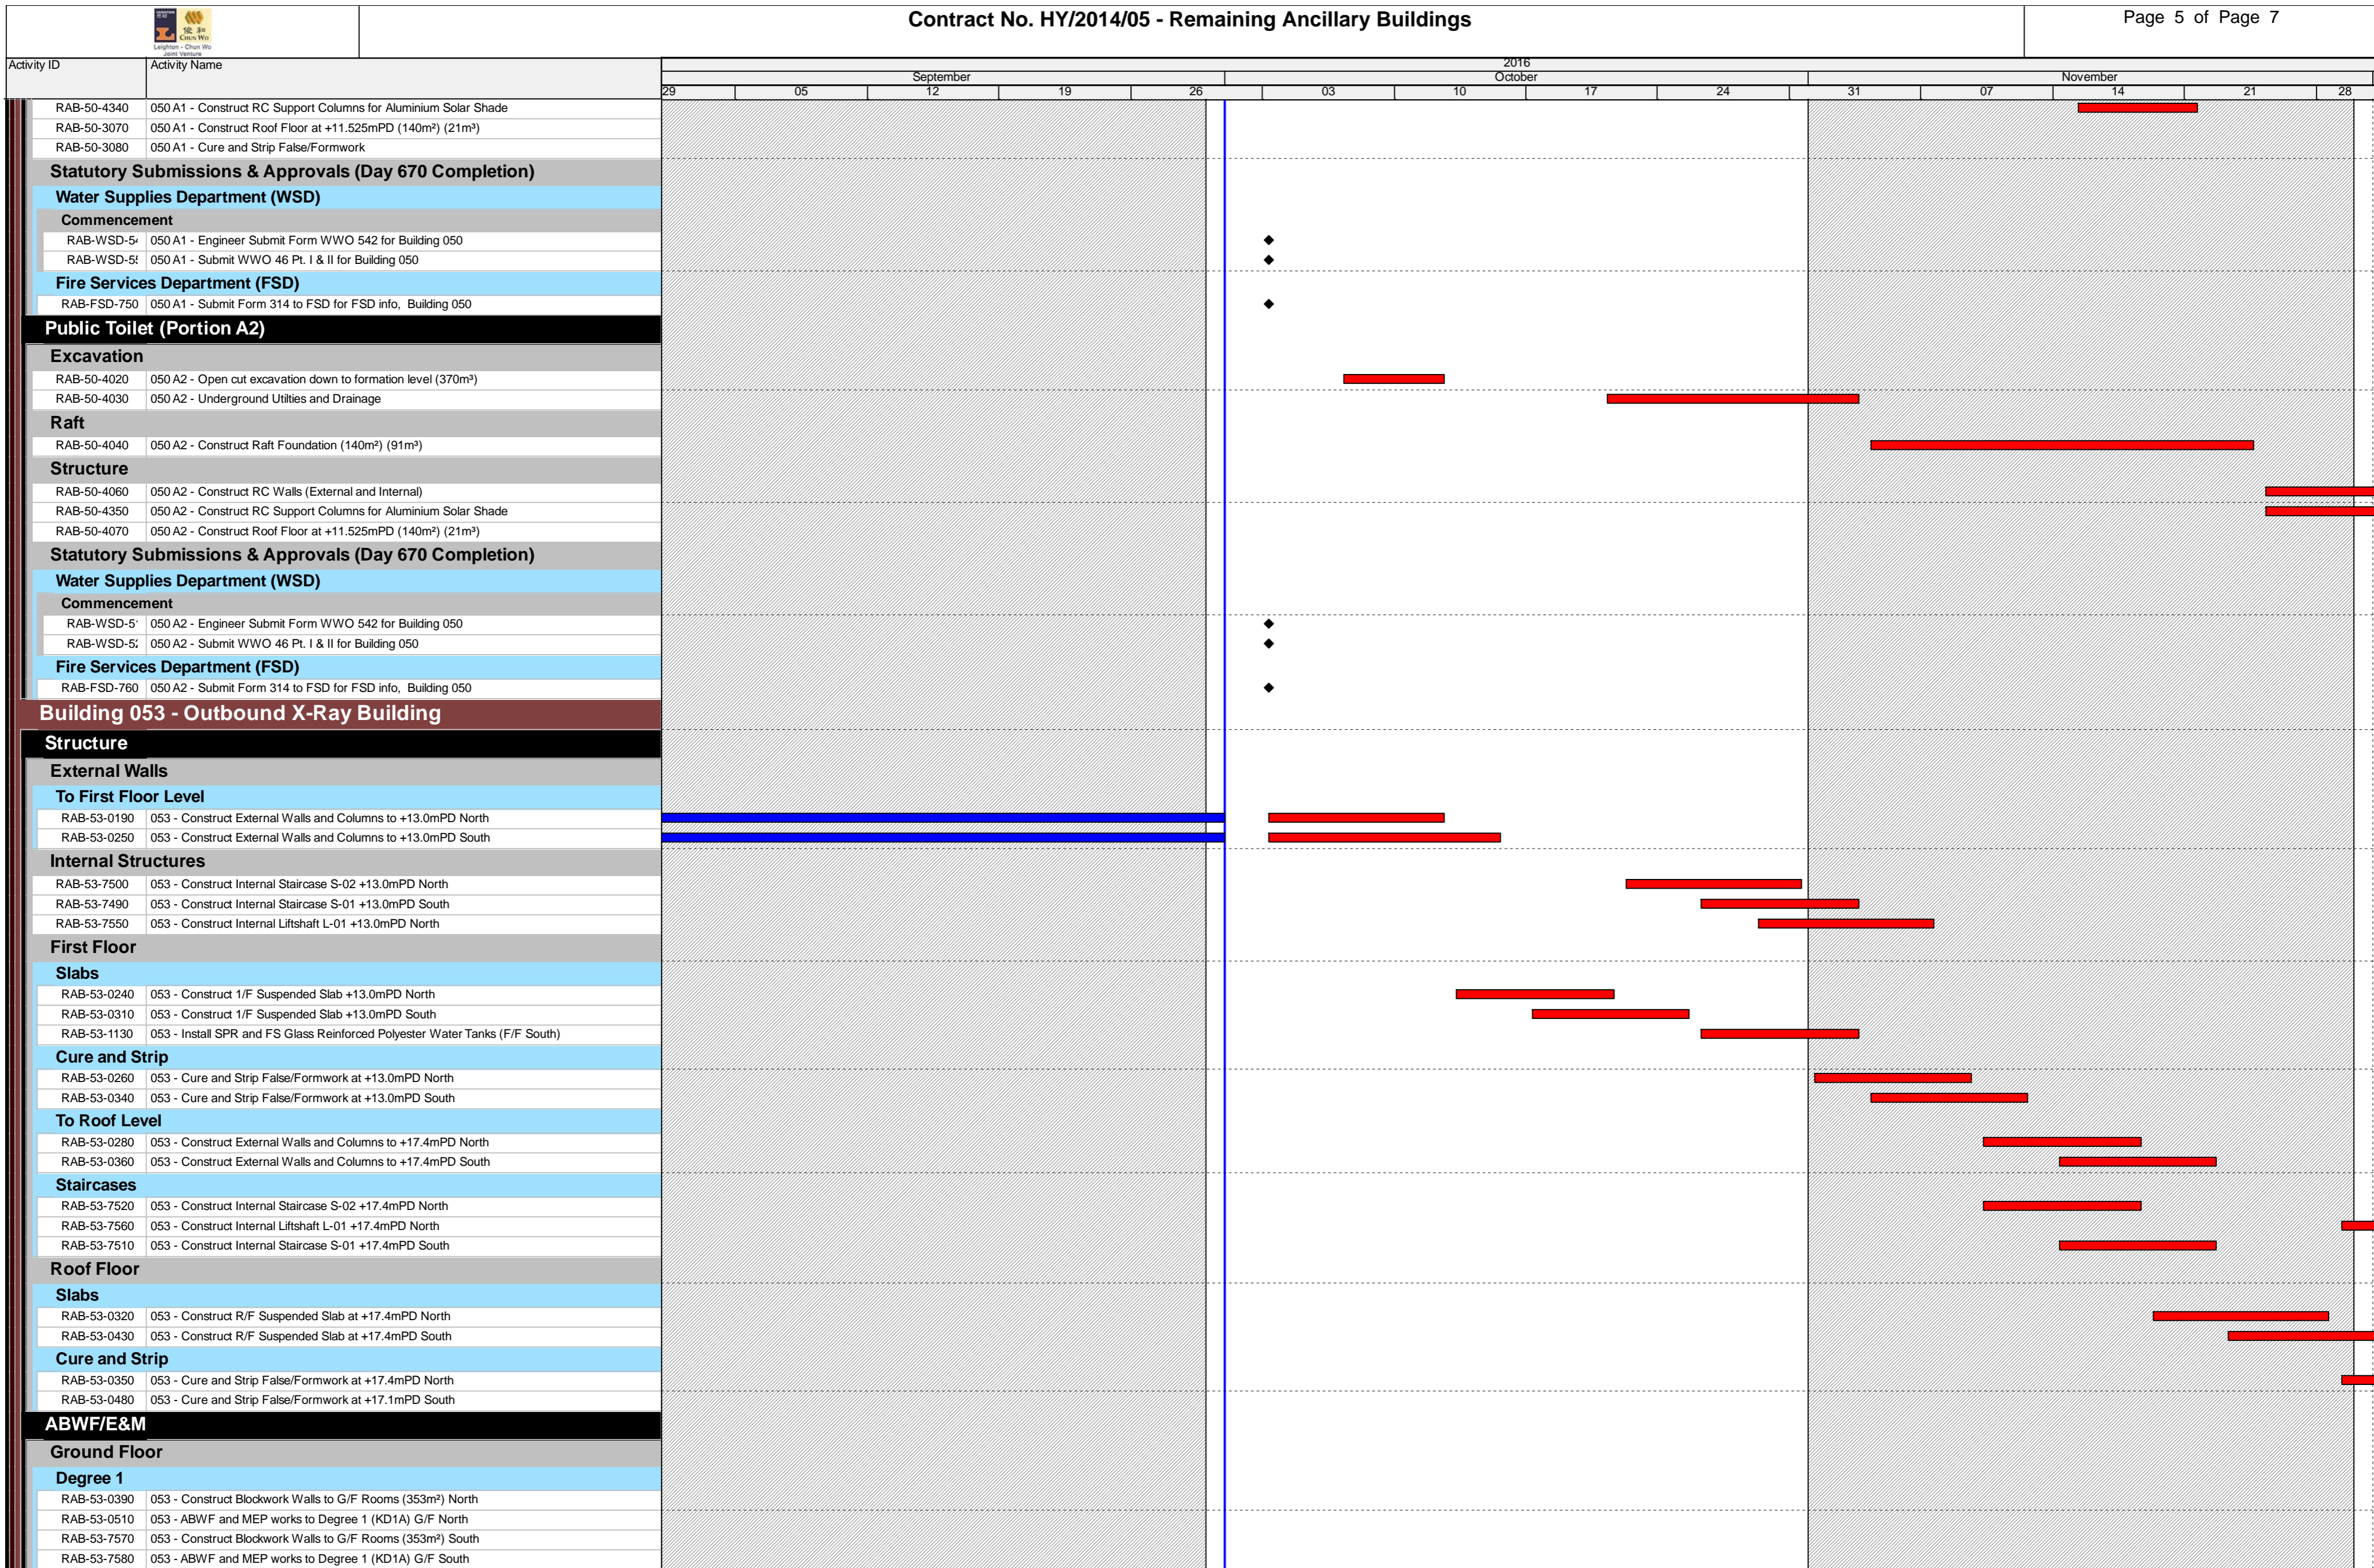 Contract No. HY/2014/05 - Remaining Ancillary Buildings
Page 5 of Page 7
俊和
CHUN WO
Leighton - Chun Wo
Joint Venture
Activity ID Activity Name 2016
September October November
29 05 12 19 26 03 10 17 24 31 07 14 21 28
RAB-50-4340 050 A1 - Construct RC Support Columns for Aluminium Solar Shade
RAB-50-3070 050 A1 - Construct Roof Floor at +11.525mPD (140m²) (21m³)
RAB-50-3080 050 A1 - Cure and Strip False/Formwork
Statutory Submissions & Approvals (Day 670 Completion)
Water Supplies Department (WSD)
Commencement
RAB-WSD-54 050 A1 - Engineer Submit Form WWO 542 for Building 050
RAB-WSD-55 050 A1 - Submit WWO 46 Pt. I & II for Building 050
Fire Services Department (FSD)
RAB-FSD-750 050 A1 - Submit Form 314 to FSD for FSD info, Building 050
Public Toilet (Portion A2)
Excavation
RAB-50-4020 050 A2 - Open cut excavation down to formation level (370m³)
RAB-50-4030 050 A2 - Underground Utilties and Drainage
Raft
RAB-50-4040 050 A2 - Construct Raft Foundation (140m²) (91m³)
Structure
RAB-50-4060 050 A2 - Construct RC Walls (External and Internal)
RAB-50-4350 050 A2 - Construct RC Support Columns for Aluminium Solar Shade
RAB-50-4070 050 A2 - Construct Roof Floor at +11.525mPD (140m²) (21m³)
Statutory Submissions & Approvals (Day 670 Completion)
Water Supplies Department (WSD)
Commencement
RAB-WSD-51 050 A2 - Engineer Submit Form WWO 542 for Building 050
RAB-WSD-52 050 A2 - Submit WWO 46 Pt. I & II for Building 050
Fire Services Department (FSD)
RAB-FSD-760 050 A2 - Submit Form 314 to FSD for FSD info, Building 050
Building 053 - Outbound X-Ray Building
Structure
External Walls
To First Floor Level
RAB-53-0190 053 - Construct External Walls and Columns to +13.0mPD North
RAB-53-0250 053 - Construct External Walls and Columns to +13.0mPD South
Internal Structures
RAB-53-7500 053 - Construct Internal Staircase S-02 +13.0mPD North
RAB-53-7490 053 - Construct Internal Staircase S-01 +13.0mPD South
RAB-53-7550 053 - Construct Internal Liftshaft L-01 +13.0mPD North
First Floor
Slabs
RAB-53-0240 053 - Construct 1/F Suspended Slab +13.0mPD North
RAB-53-0310 053 - Construct 1/F Suspended Slab +13.0mPD South
RAB-53-1130 053 - Install SPR and FS Glass Reinforced Polyester Water Tanks (F/F South)
Cure and Strip
RAB-53-0260 053 - Cure and Strip False/Formwork at +13.0mPD North
RAB-53-0340 053 - Cure and Strip False/Formwork at +13.0mPD South
To Roof Level
RAB-53-0280 053 - Construct External Walls and Columns to +17.4mPD North
RAB-53-0360 053 - Construct External Walls and Columns to +17.4mPD South
Staircases
RAB-53-7520 053 - Construct Internal Staircase S-02 +17.4mPD North
RAB-53-7560 053 - Construct Internal Liftshaft L-01 +17.4mPD North
RAB-53-7510 053 - Construct Internal Staircase S-01 +17.4mPD South
Roof Floor
Slabs
RAB-53-0320 053 - Construct R/F Suspended Slab at +17.4mPD North
RAB-53-0430 053 - Construct R/F Suspended Slab at +17.4mPD South
Cure and Strip
RAB-53-0350 053 - Cure and Strip False/Formwork at +17.4mPD North
RAB-53-0480 053 - Cure and Strip False/Formwork at +17.1mPD South
ABWF/E&M
Ground Floor
Degree 1
RAB-53-0390 053 - Construct Blockwork Walls to G/F Rooms (353m²) North
RAB-53-0510 053 - ABWF and MEP works to Degree 1 (KD1A) G/F North
RAB-53-7570 053 - Construct Blockwork Walls to G/F Rooms (353m²) South
RAB-53-7580 053 - ABWF and MEP works to Degree 1 (KD1A) G/F South